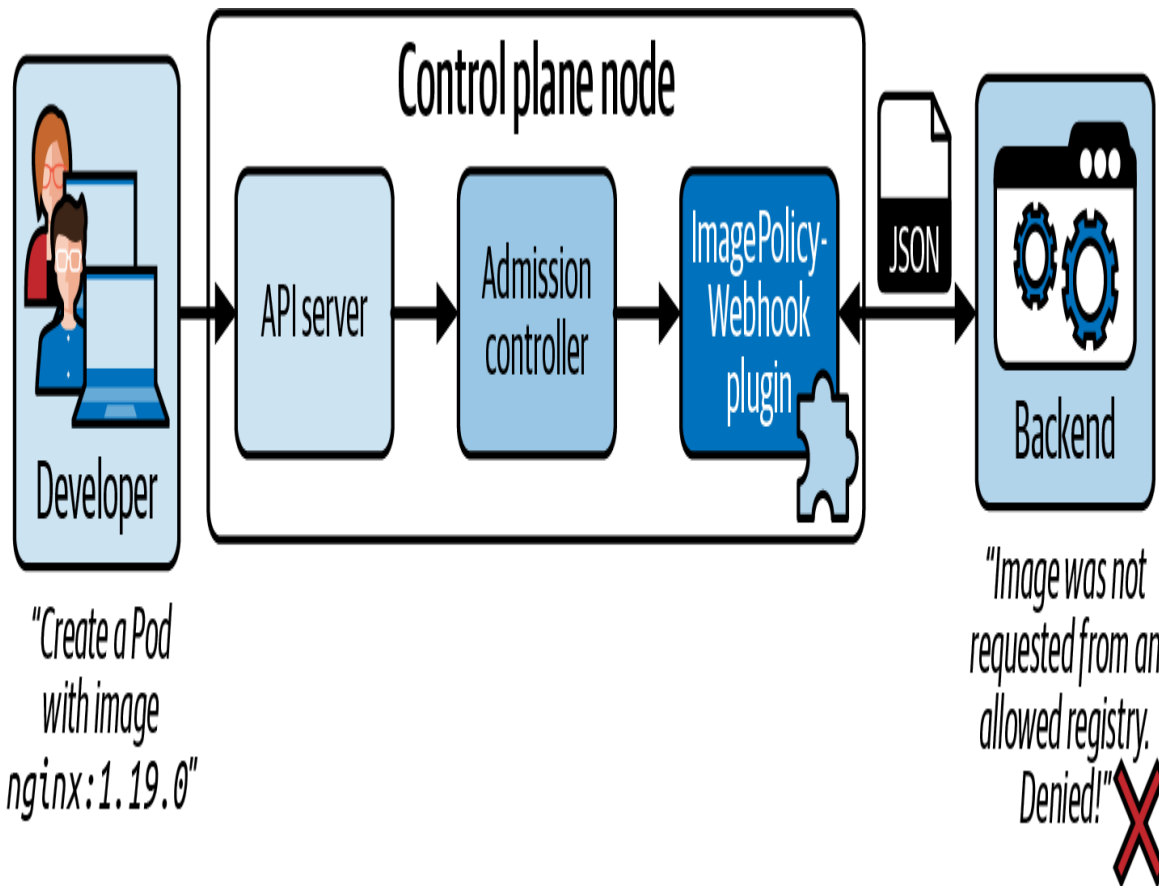 Control plane node
API server
Admission
controller
ImagePolicy-
Webhook
plugin
JSON
Developer
Backend
“Create a Pod
with image
nginx:1.19.0”
“Image was not
requested from an
allowed registry.
Denied!”